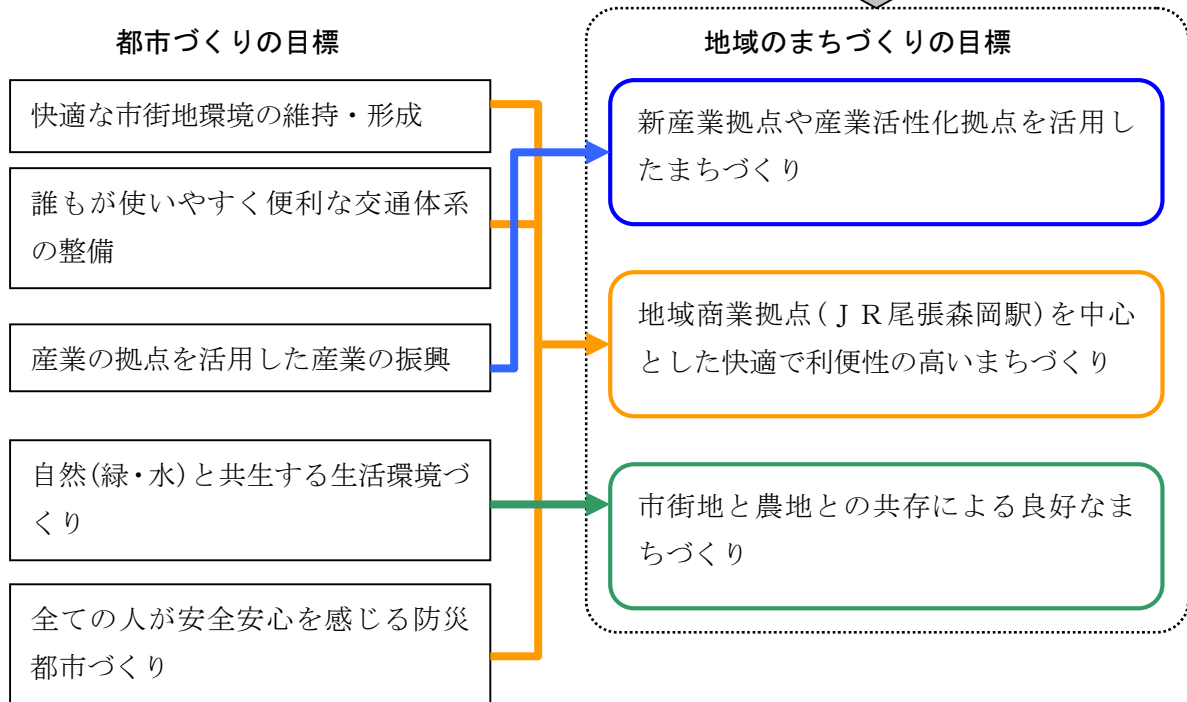 都市づくりの目標
快適な市街地環境の維持・形成
誰もが使いやすく便利な交通体系
の整備
産業の拠点を活用した産業の振興
自然(緑・水)と共生する生活環境づ
くり
全ての人が安全安心を感じる防災
都市づくり
地域のまちづくりの目標
新産業拠点や産業活性化拠点を活用し
たまちづくり
地域商業拠点(ＪＲ尾張森岡駅)を中心
とした快適で利便性の高いまちづくり
市街地と農地との共存による良好なま
ちづくり